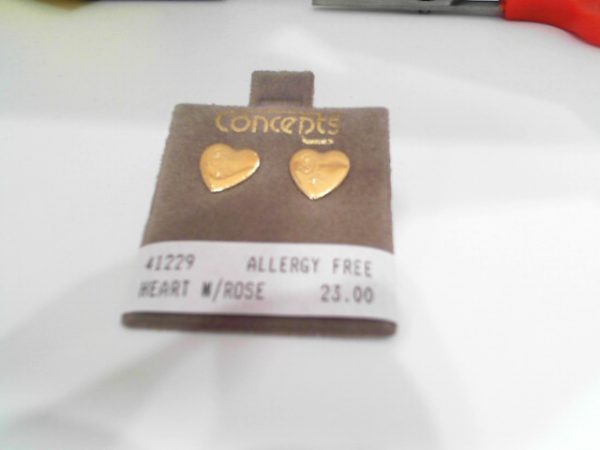 Concepts
41229 ALLERGY FREE
HEART W/ROSE 23.00